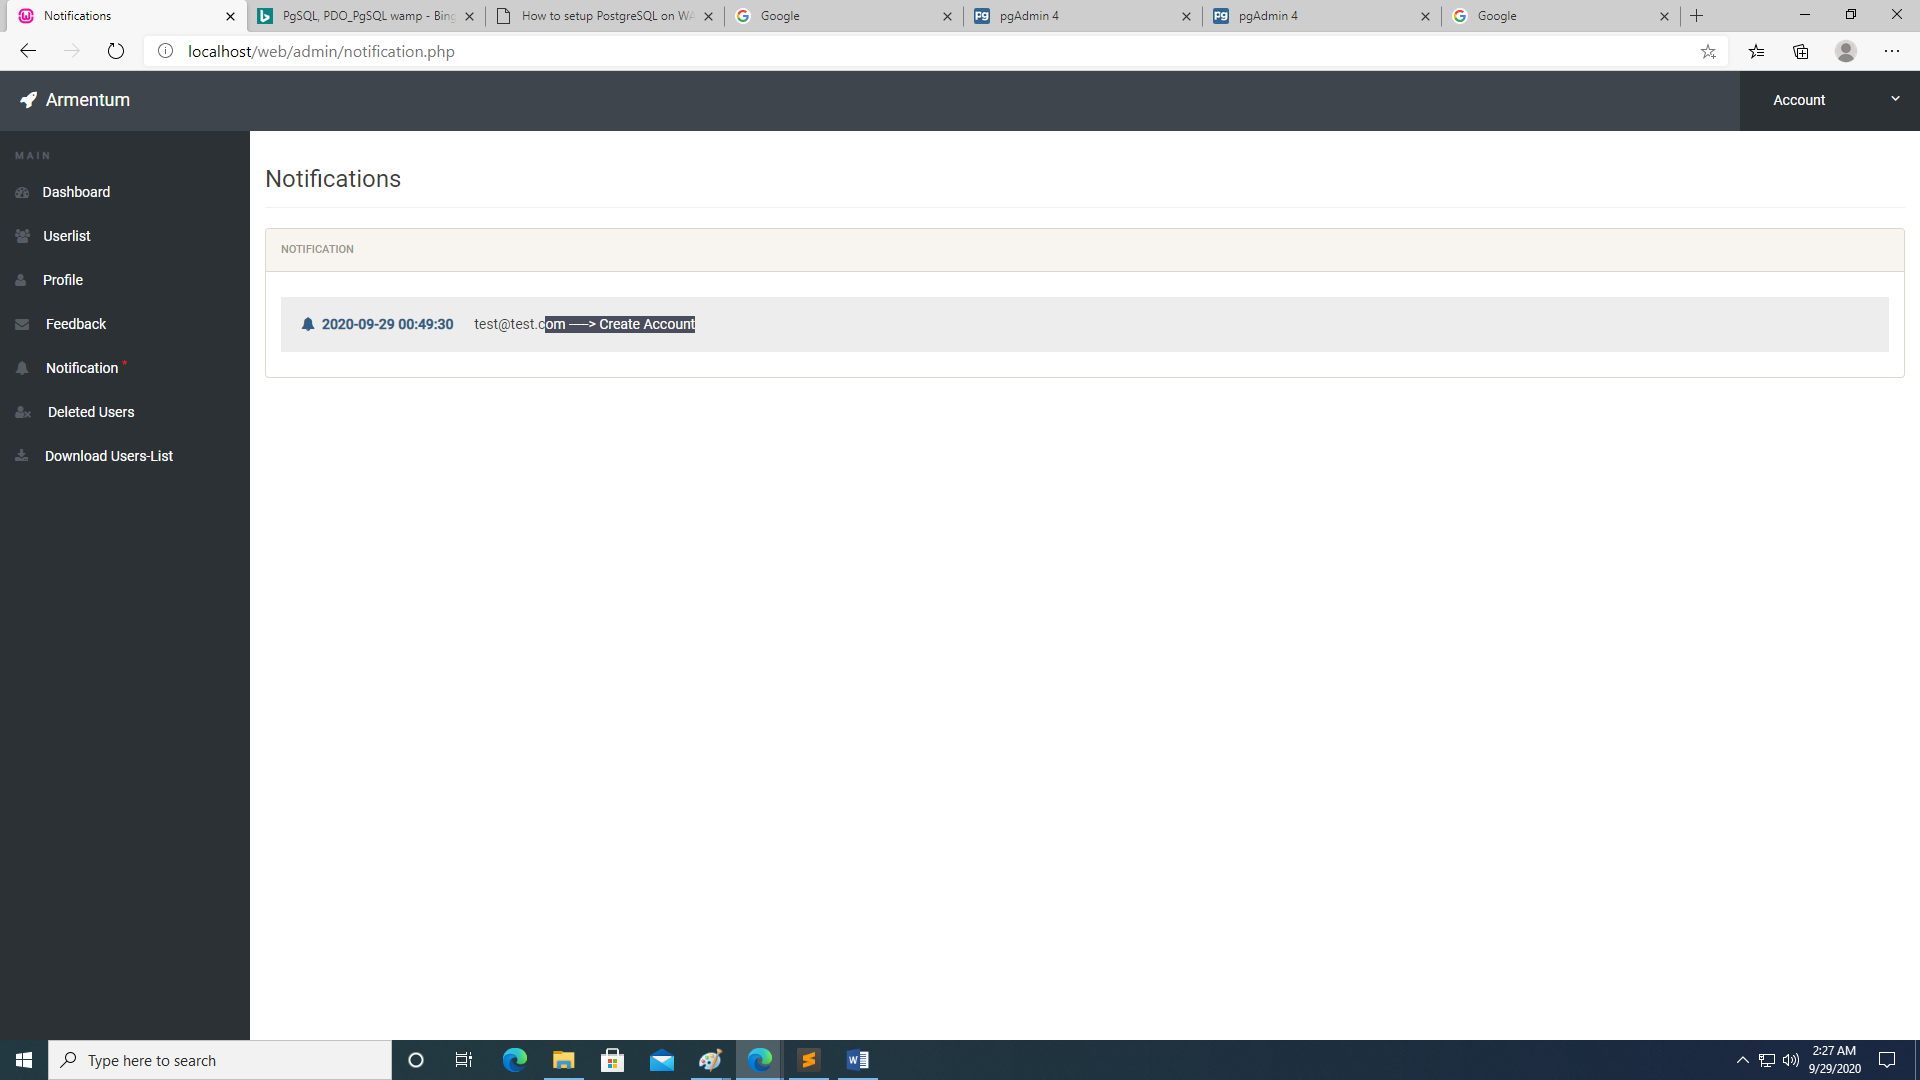 Notifications
PgSQL, PDO_PgSQL wamp - Bing
How to setup PostgreSQL on WA
Google
pgAdmin 4
pgAdmin 4
Google
localhost/web/admin/notification.php
Armentum
Account
MAIN
Dashboard
Userlist
Profile
Feedback
Notification *
Deleted Users
Download Users-List
Notifications
NOTIFICATION
2020-09-29 00:49:30 test@test.com ----> Create Account
Type here to search
2:27 AM
9/29/2020